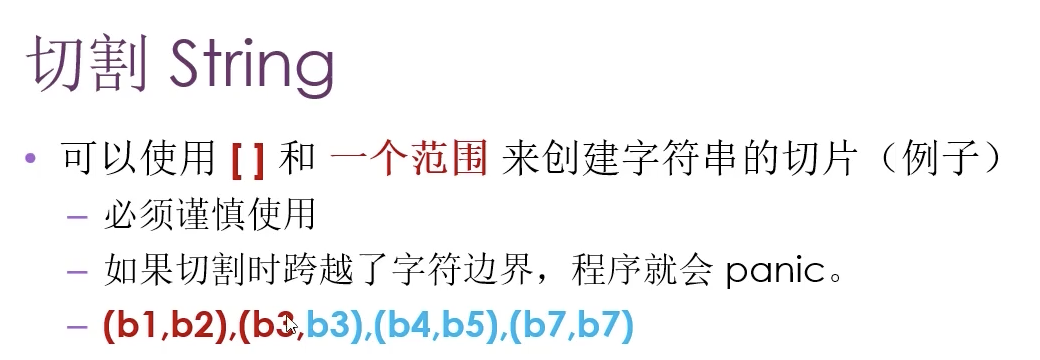 切割 String
• 可以使用 [ ] 和 一个范围 来创建字符串的切片（例子）
– 必须谨慎使用
– 如果切割时跨越了字符边界，程序就会 panic。
– (b1,b2),(b3,b3),(b4,b5),(b7,b7)